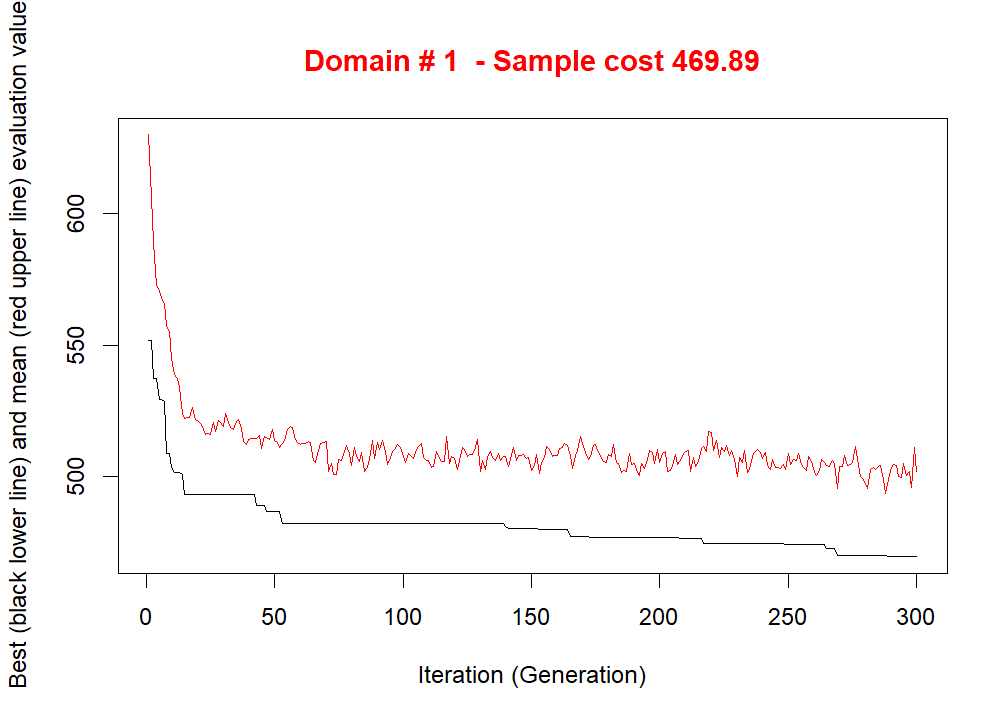 Domain # 1  - Sample cost 469.89
Best (black lower line) and mean (red upper line) evaluation value
600
550
500
0 50 100 150 200 250 300
Iteration (Generation)